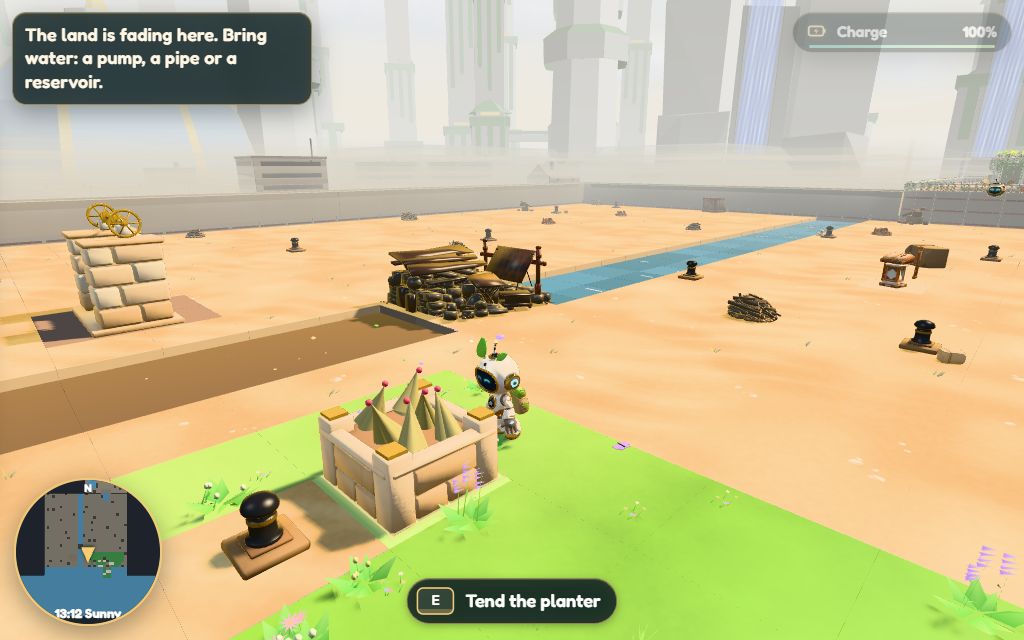 The land is fading here. Bring
water: a pump, a pipe or a
reservoir.
Charge 100%
N
13:12 Sunny
E Tend the planter